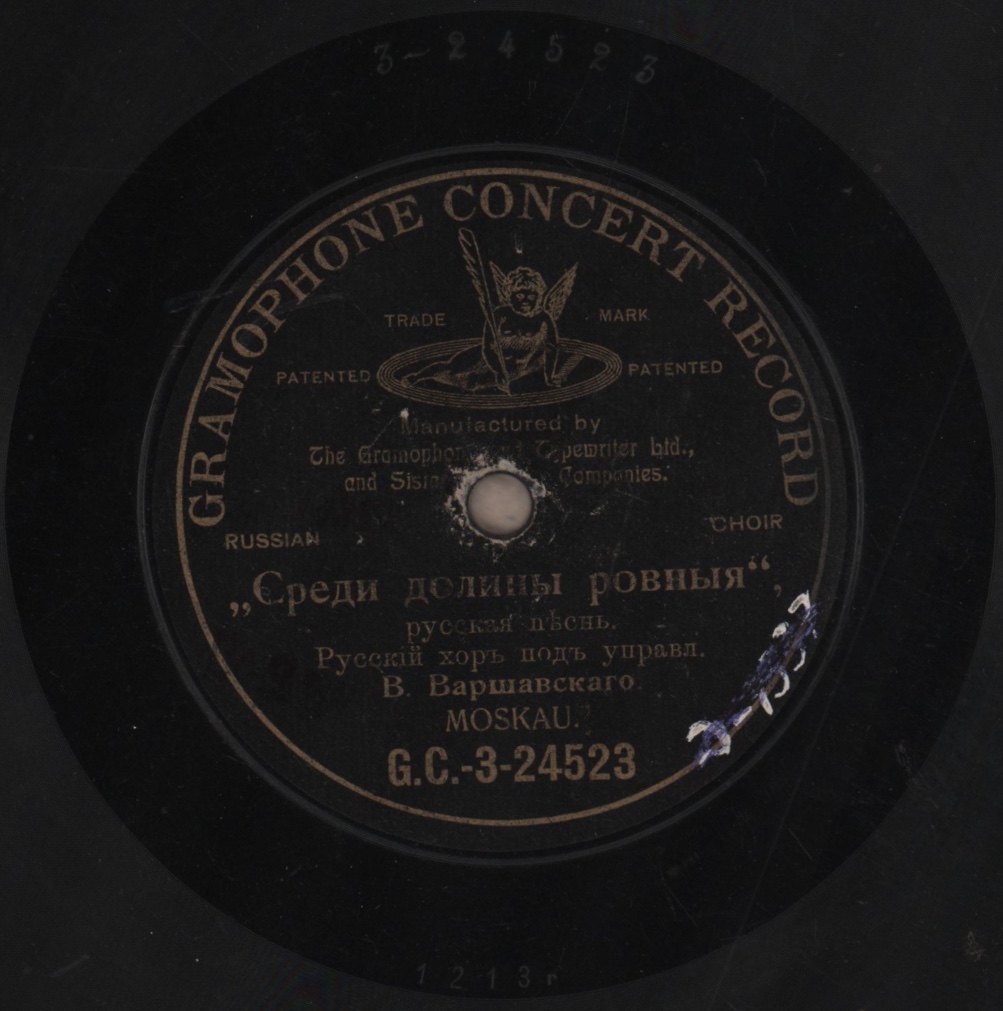 3-24523
GRAMOPHONE CONCERT RECORD
TRADE MARK
PATENTED PATENTED
Manufactured by
The Gramophone and Typewriter Ltd.,
and Sister Companies.
RUSSIAN CHOIR
„Среди долины ровныя“,
русская пѣснь.
Русскій хоръ подъ управл.
В. Варшавскаго.
MOSKAU.
G.C.-3-24523
1213r